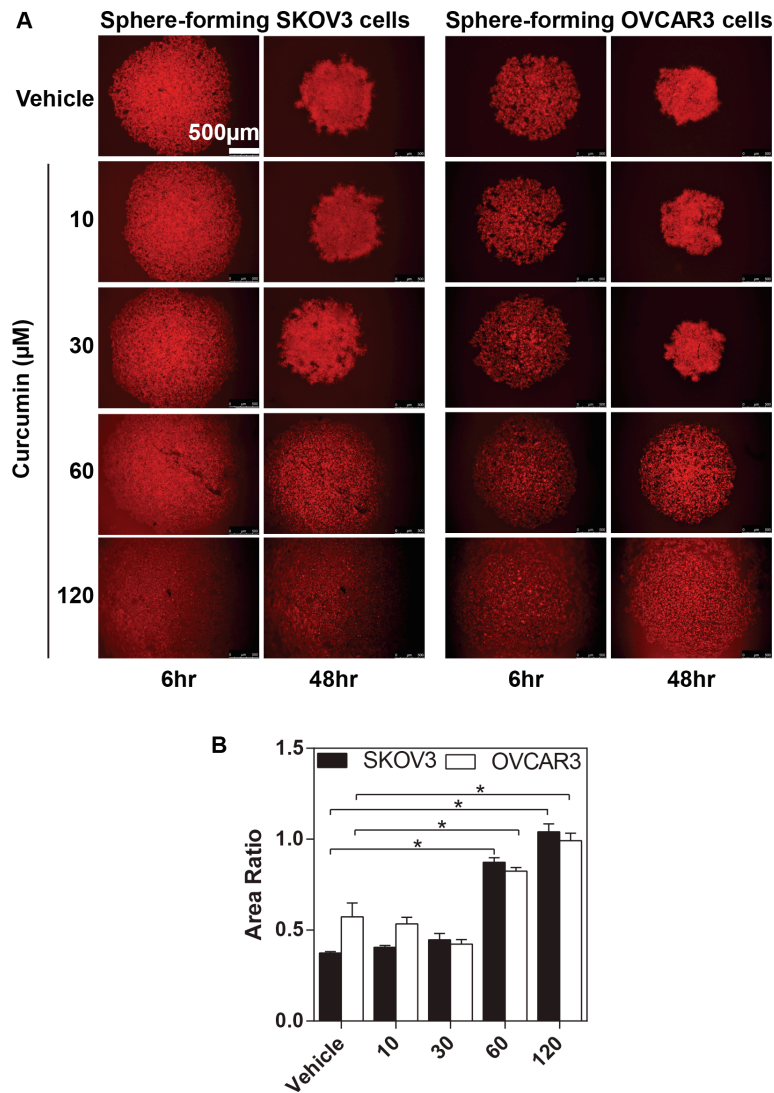 A
Sphere-forming SKOV3 cells
Sphere-forming OVCAR3 cells
Vehicle
500µm
Curcumin (µM)
10
30
60
120
6hr
48hr
6hr
48hr
B
SKOV3
OVCAR3
Area Ratio
1.5
1.0
0.5
0.0
*
*
*
*
Vehicle
10
30
60
120